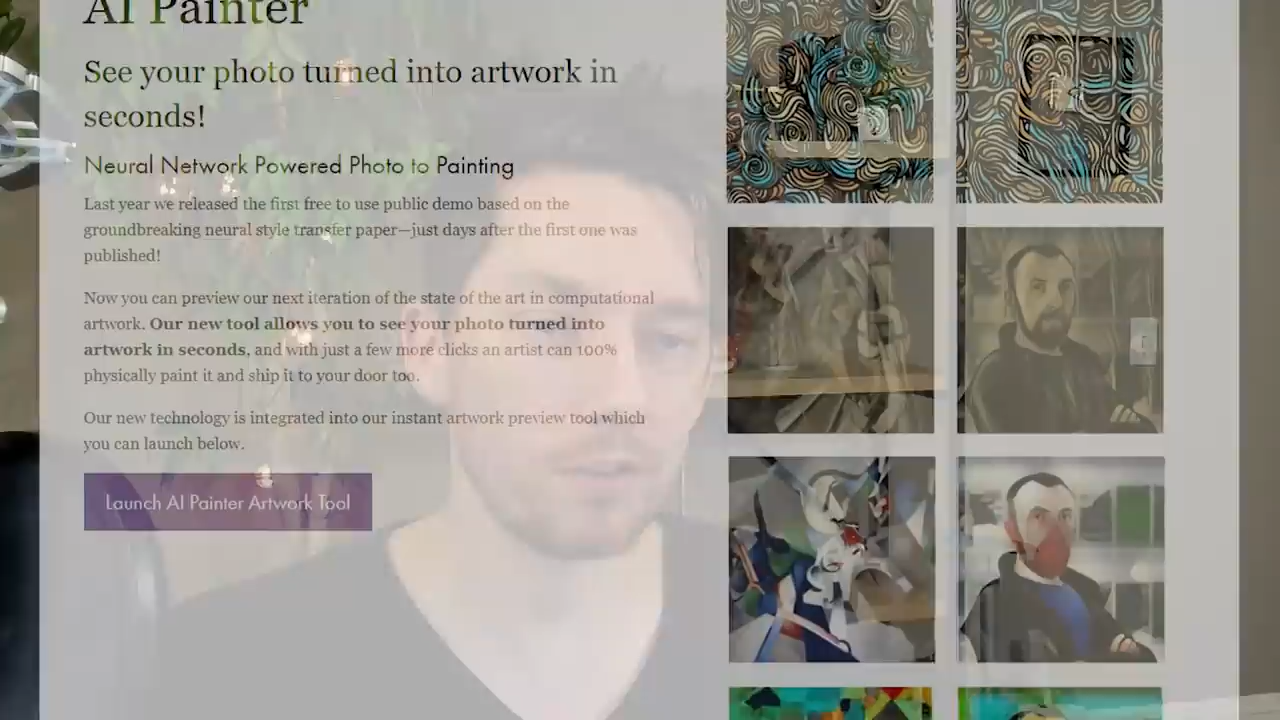 AI Painter
See your photo turned into artwork in
seconds!
Neural Network Powered Photo to Painting
Last year we released the first free to use public demo based on the
groundbreaking neural style transfer paper—just days after the first one was
published!
Now you can preview our next iteration of the state of the art in computational
artwork. Our new tool allows you to see your photo turned into
artwork in seconds, and with just a few more clicks an artist can 100%
physically paint it and ship it to your door too.
Our new technology is integrated into our instant artwork preview tool which
you can launch below.
Launch AI Painter Artwork Tool